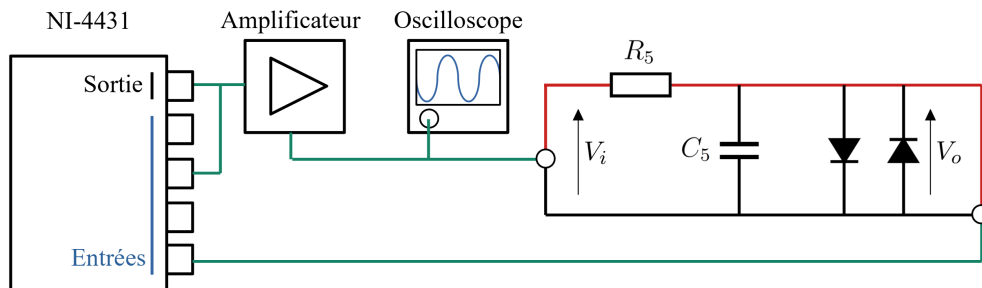 NI-4431
Amplificateur
Oscilloscope
Sortie
Entrées
R5
Vi
C5
Vo